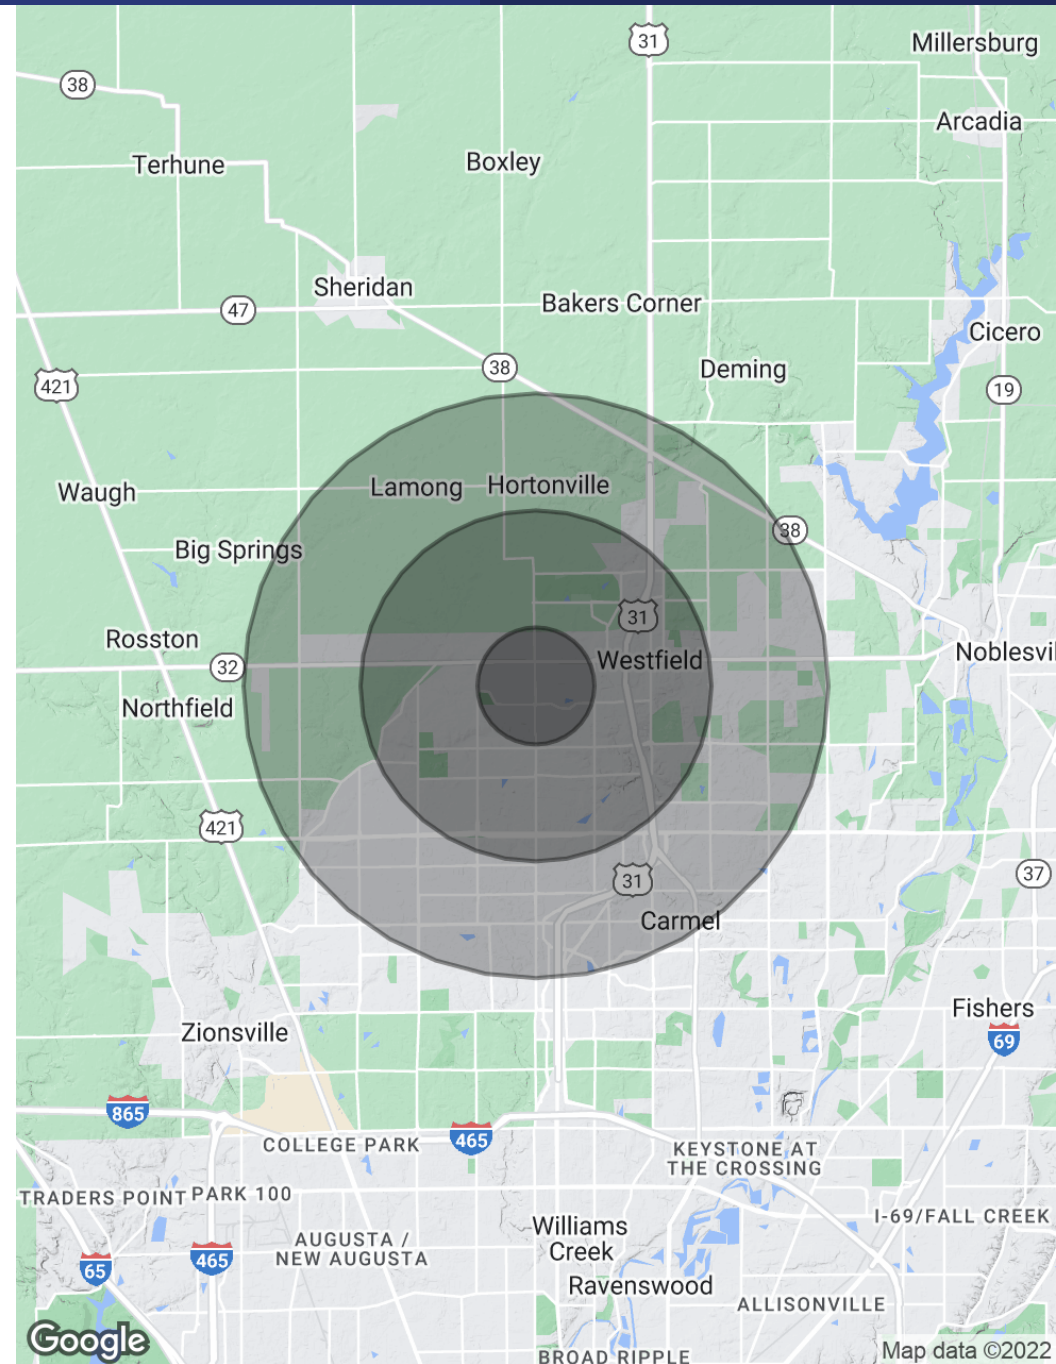 31
Millersburg
38
Arcadia
Terhune
Boxley
Sheridan
Bakers Corner
47
Cicero
38
Deming
421
19
Lamong
Hortonville
Waugh
38
Big Springs
31
Rosston
Westfield
Noblesvil
32
Northfield
421
37
31
Carmel
Fishers
Zionsville
69
865
465
COLLEGE PARK
KEYSTONE AT
THE CROSSING
TRADERS POINT
PARK 100
I-69/FALL CREEK
Williams
Creek
AUGUSTA /
NEW AUGUSTA
465
65
Ravenswood
ALLISONVILLE
Google
Map data ©2022
BROAD RIPPLE